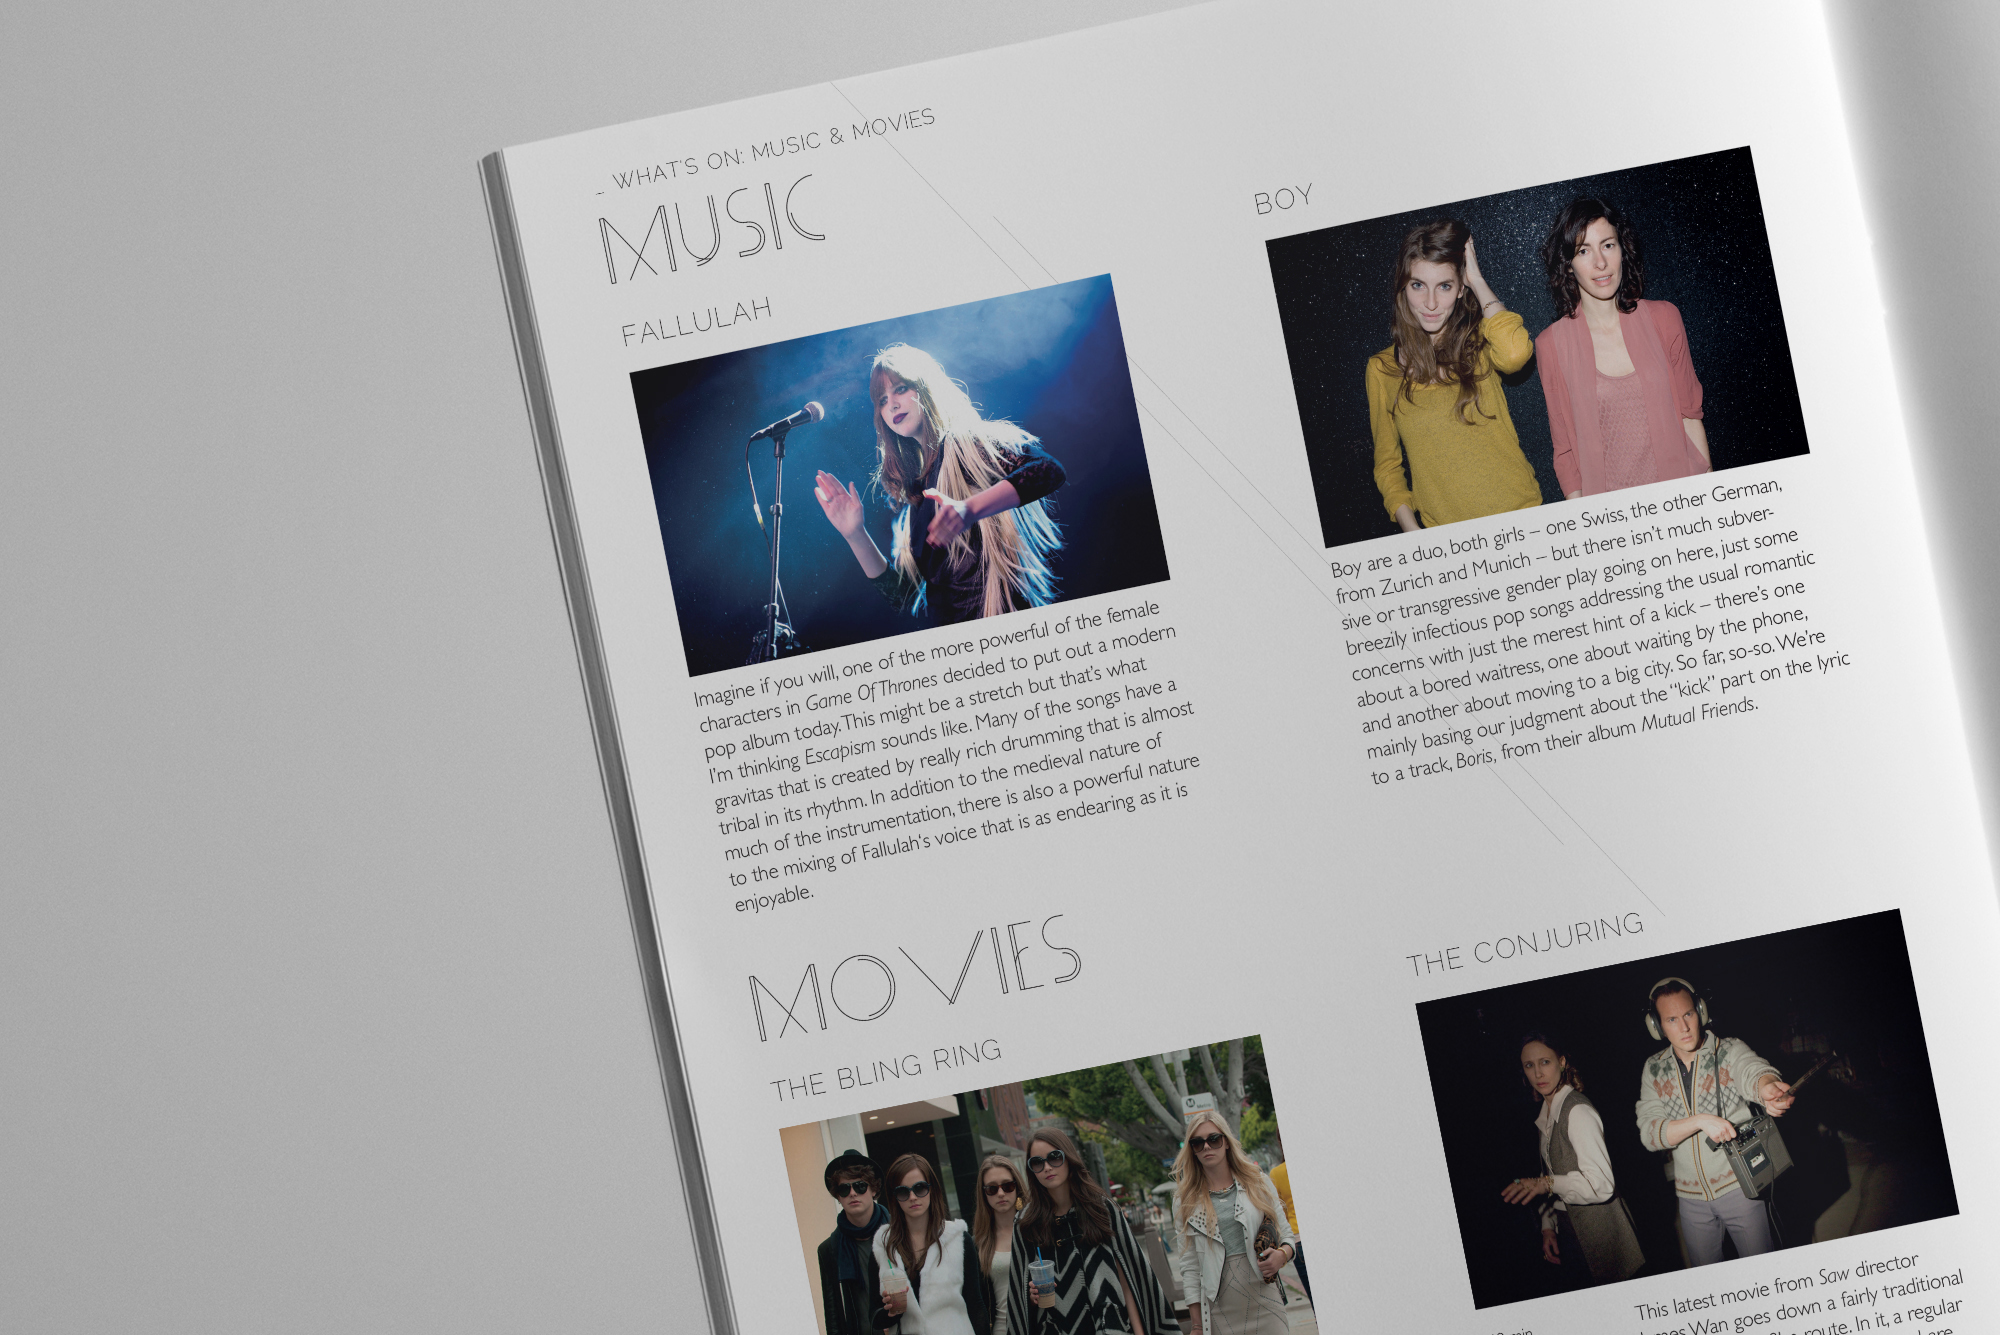 _ WHAT'S ON: MUSIC & MOVIES
MUSIC
FALLULAH
Imagine if you will, one of the more powerful of the female
characters in Game Of Thrones decided to put out a modern
pop album today. This might be a stretch but that's what
I'm thinking Escapism sounds like. Many of the songs have a
gravitas that is created by really rich drumming that is almost
tribal in its rhythm. In addition to the medieval nature of
much of the instrumentation, there is also a powerful nature
to the mixing of Fallulah's voice that is as endearing as it is
enjoyable.
BOY
Boy are a duo, both girls – one Swiss, the other German,
from Zurich and Munich – but there isn't much subver-
sive or transgressive gender play going on here, just some
breezily infectious pop songs addressing the usual romantic
concerns with just the merest hint of a kick – there's one
about a bored waitress, one about waiting by the phone,
and another about moving to a big city. So far, so-so. We're
mainly basing our judgment about the "kick" part on the lyric
to a track, Boris, from their album Mutual Friends.
MOVIES
THE BLING RING
THE CONJURING
This latest movie from Saw director
Wan goes down a fairly traditional
route. In it, a regular